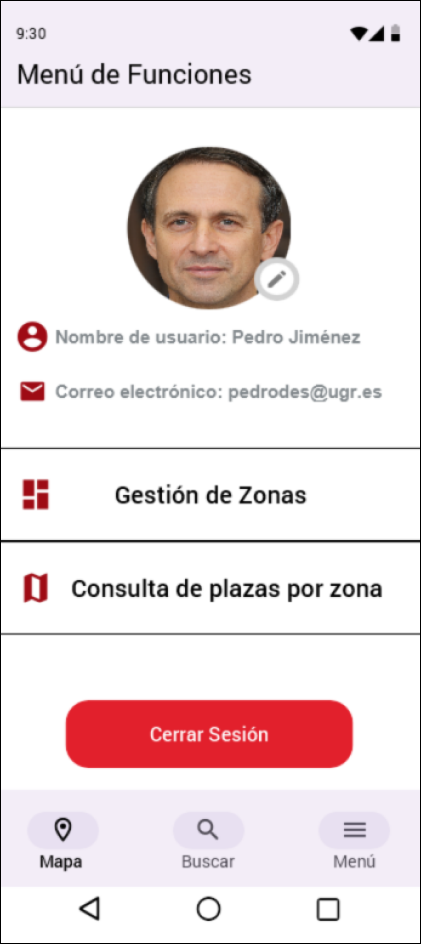 9:30
Menú de Funciones
Nombre de usuario: Pedro Jiménez
Correo electrónico: pedrodes@ugr.es
Gestión de Zonas
Consulta de plazas por zona
Cerrar Sesión
Mapa Buscar Menú